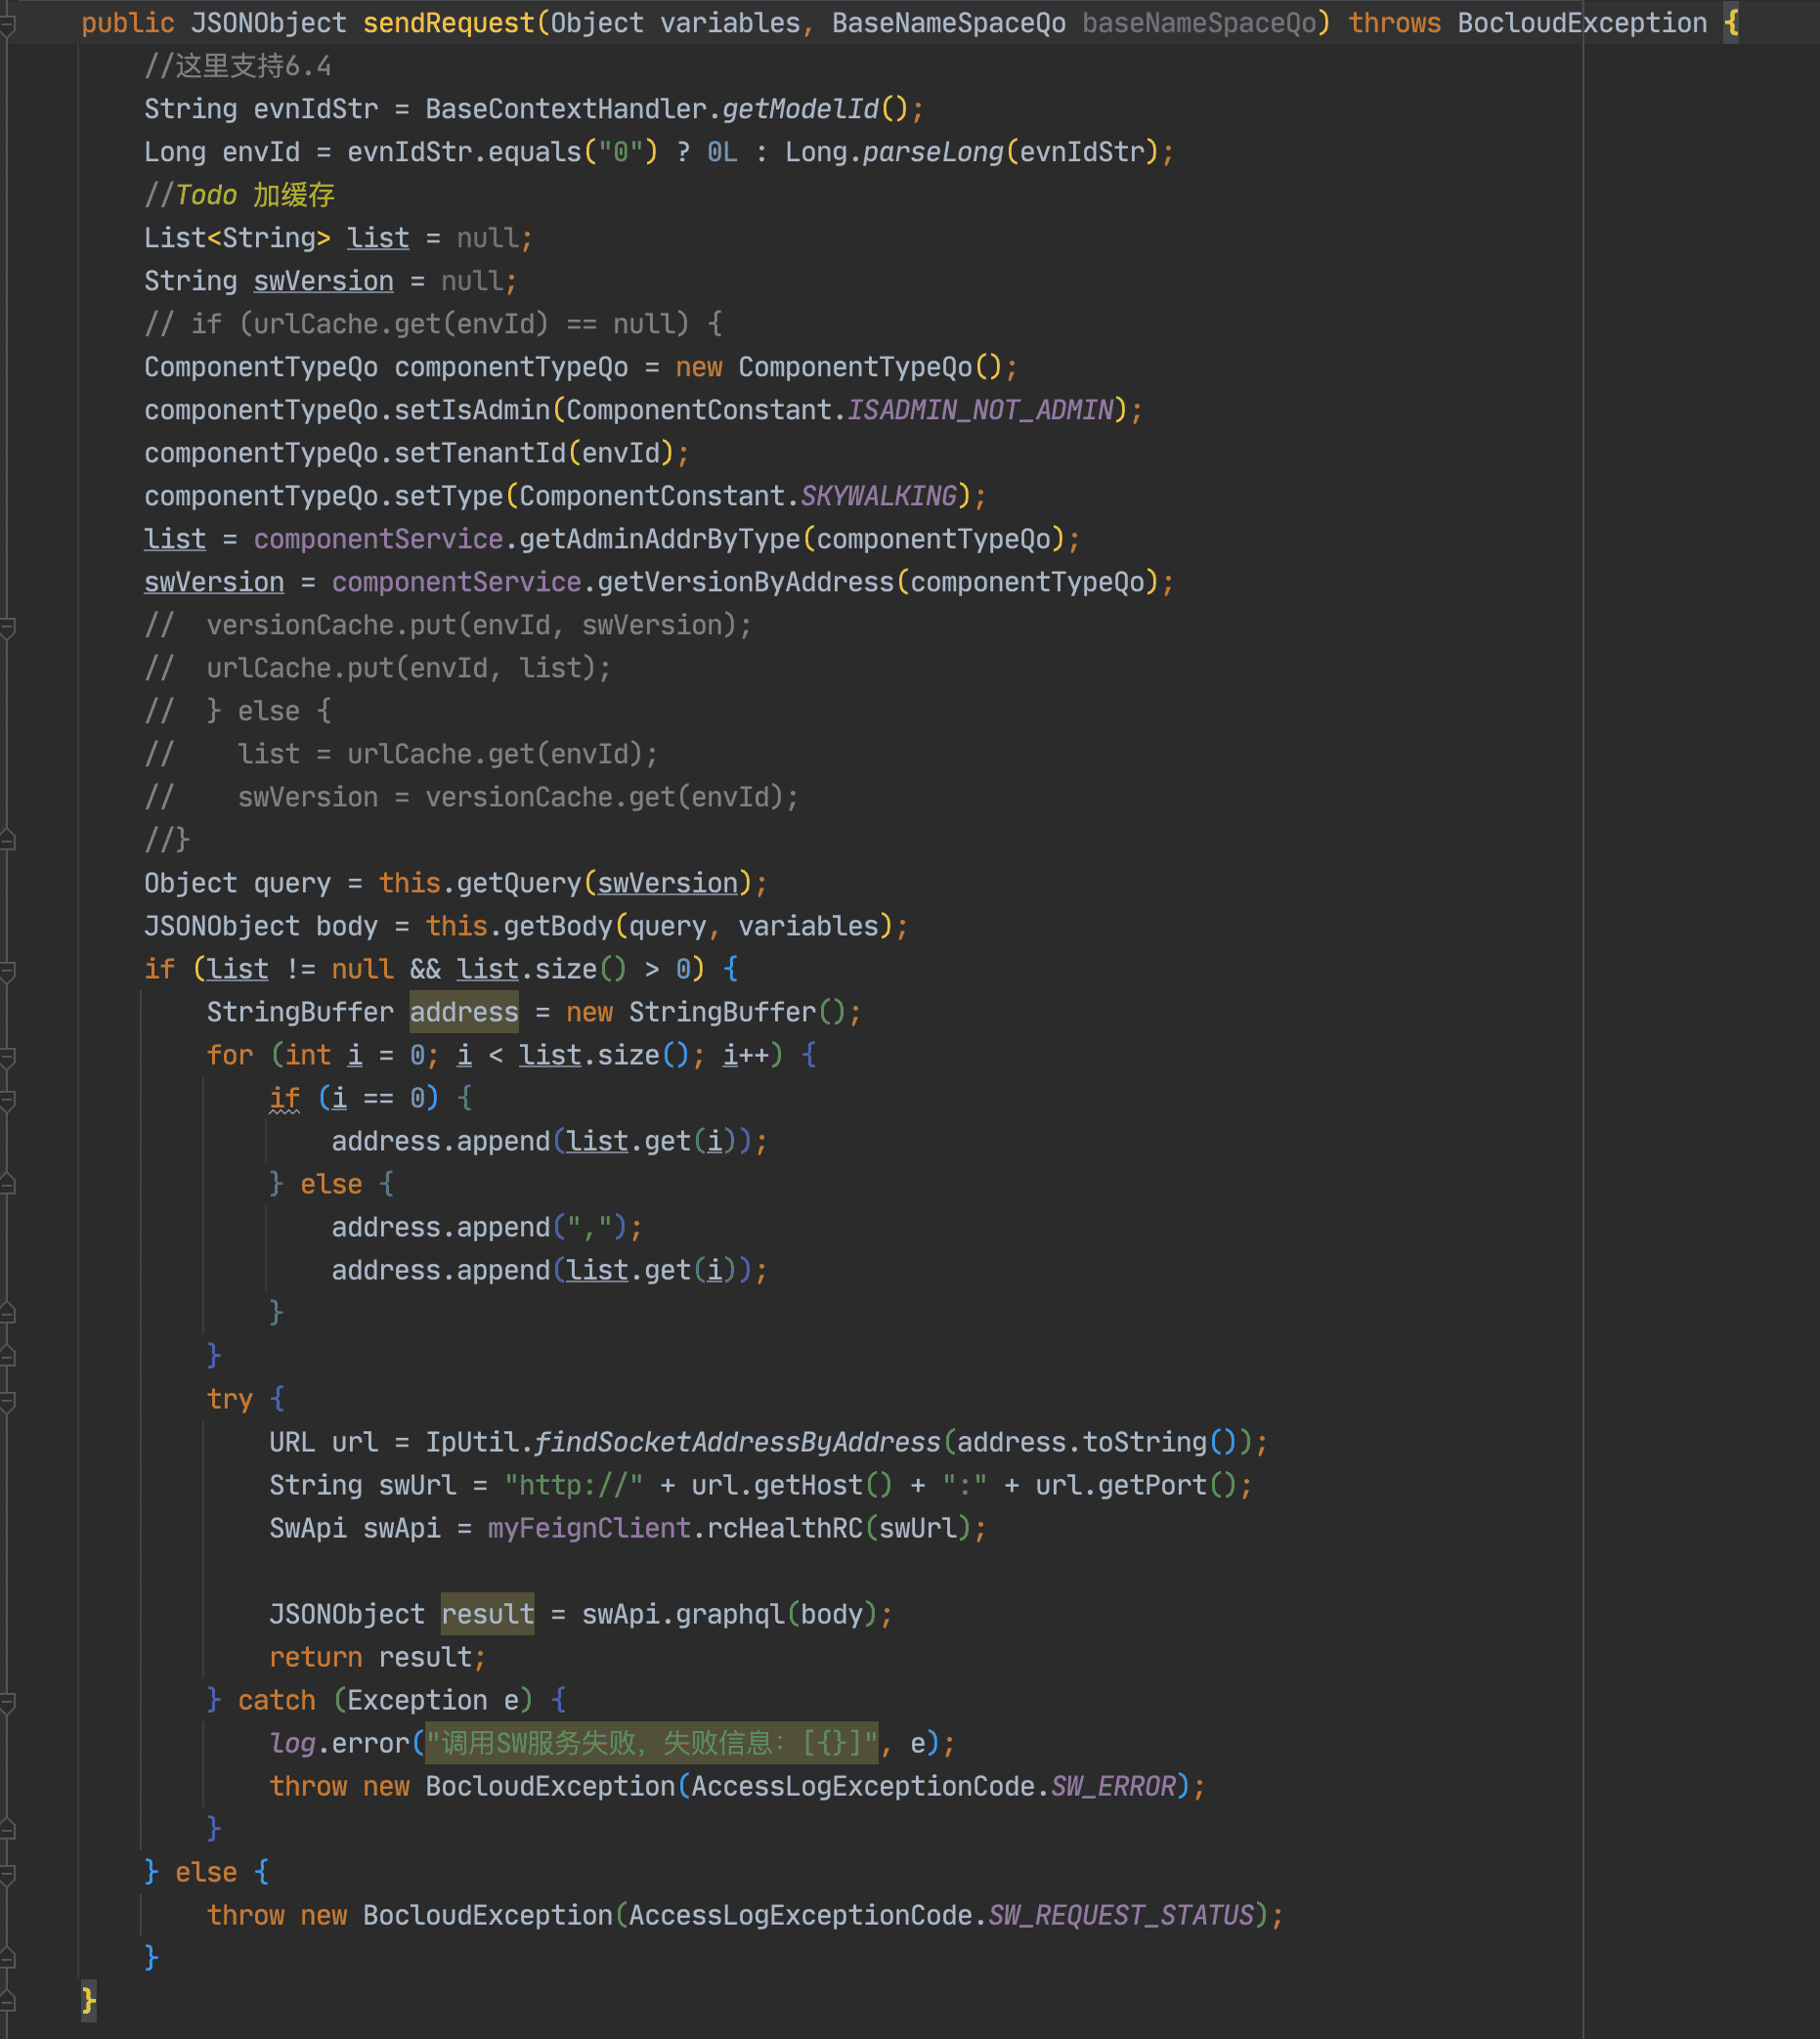 public JSONObject sendRequest(Object variables, BaseNameSpaceQo baseNameSpaceQo) throws BocloudException {
//这里支持6.4
String evnIdStr = BaseContextHandler.getModelId();
Long envId = evnIdStr.equals("0") ? 0L : Long.parseLong(evnIdStr);
//Todo 加缓存
List<String> list = null;
String swVersion = null;
// if (urlCache.get(envId) == null) {
ComponentTypeQo componentTypeQo = new ComponentTypeQo();
componentTypeQo.setIsAdmin(ComponentConstant.ISADMIN_NOT_ADMIN);
componentTypeQo.setTenantId(envId);
componentTypeQo.setType(ComponentConstant.SKYWALKING);
list = componentService.getAdminAddrByType(componentTypeQo);
swVersion = componentService.getVersionByAddress(componentTypeQo);
//  versionCache.put(envId, swVersion);
//  urlCache.put(envId, list);
//  } else {
//    list = urlCache.get(envId);
//    swVersion = versionCache.get(envId);
//}
Object query = this.getQuery(swVersion);
JSONObject body = this.getBody(query, variables);
if (list != null && list.size() > 0) {
StringBuffer address = new StringBuffer();
for (int i = 0; i < list.size(); i++) {
if (i == 0) {
address.append(list.get(i));
} else {
address.append(",");
address.append(list.get(i));
}
}
try {
URL url = IpUtil.findSocketAddressByAddress(address.toString());
String swUrl = "http://" + url.getHost() + ":" + url.getPort();
SwApi swApi = myFeignClient.rcHealthRC(swUrl);
JSONObject result = swApi.graphql(body);
return result;
} catch (Exception e) {
log.error("调用SW服务失败，失败信息：[{}]", e);
throw new BocloudException(AccessLogExceptionCode.SW_ERROR);
}
} else {
throw new BocloudException(AccessLogExceptionCode.SW_REQUEST_STATUS);
}
}